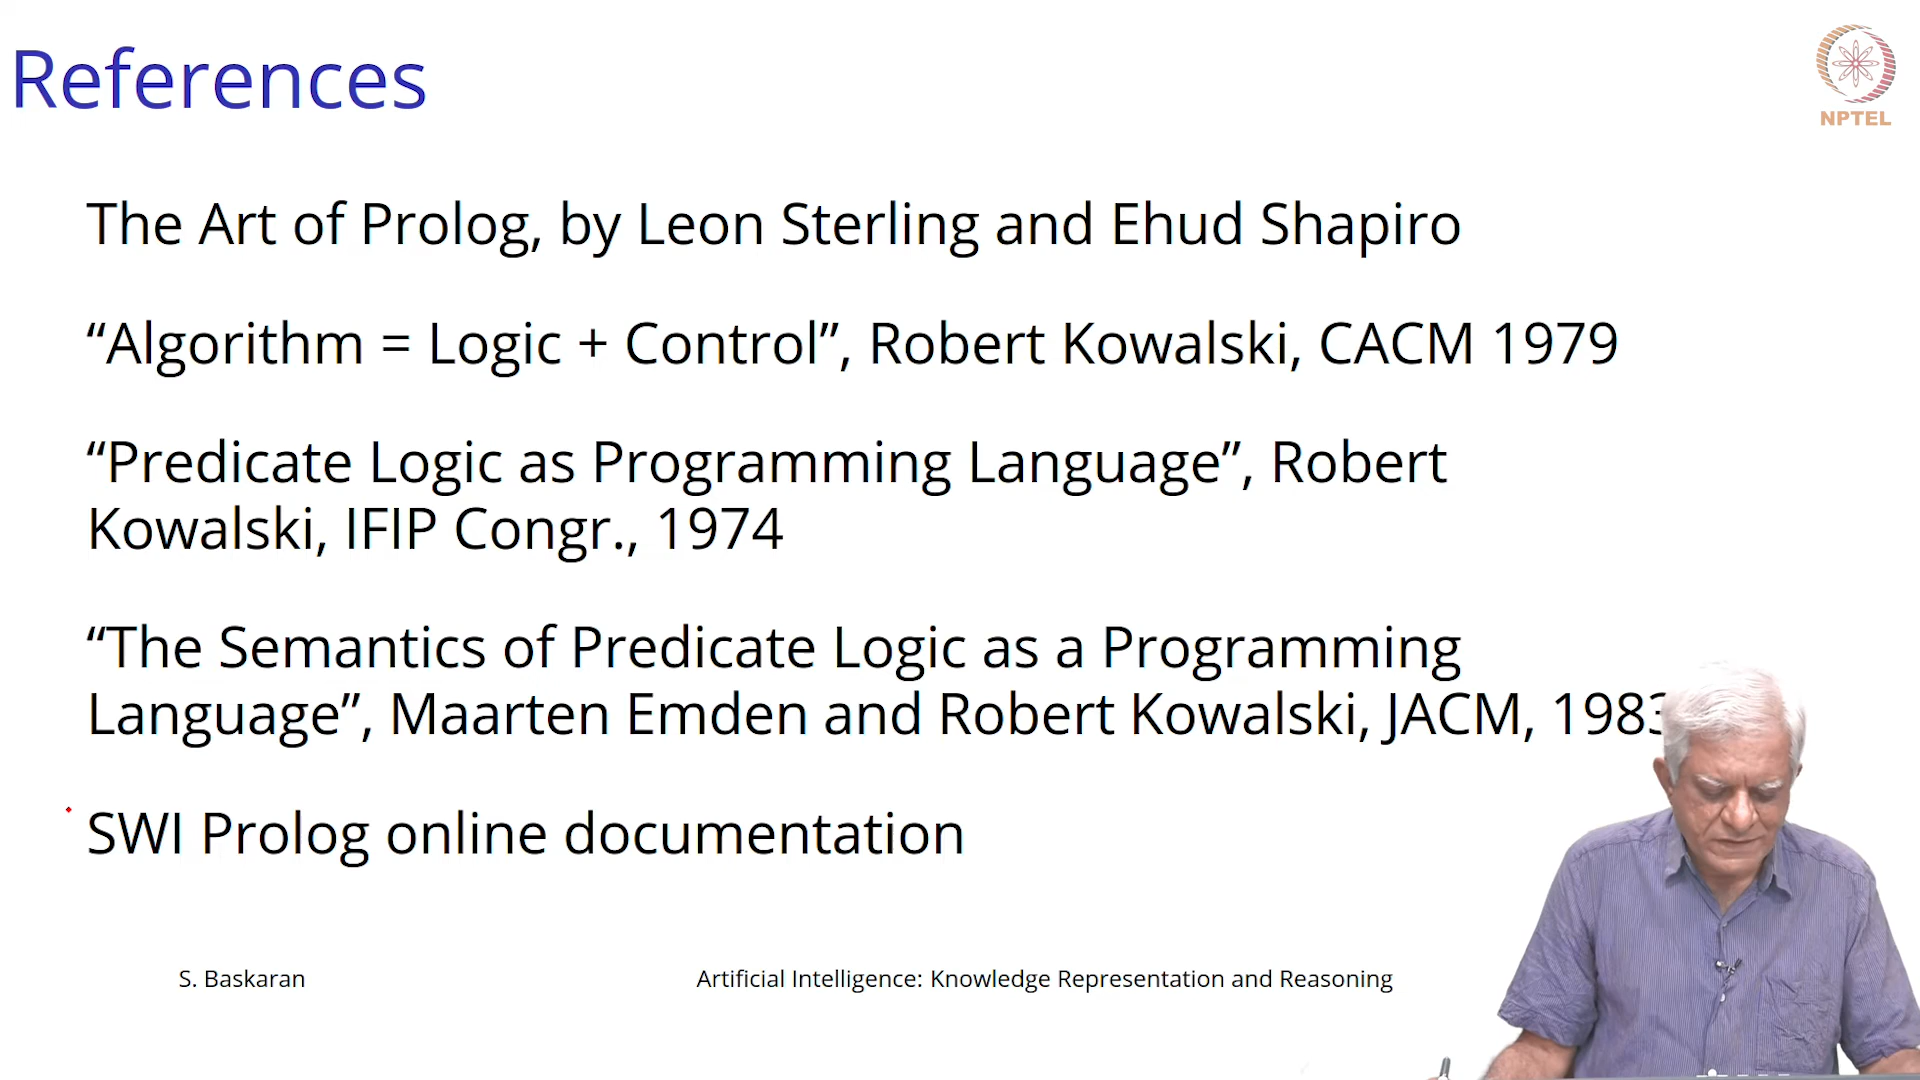 References
NPTEL
The Art of Prolog, by Leon Sterling and Ehud Shapiro
“Algorithm = Logic + Control”, Robert Kowalski, CACM 1979
“Predicate Logic as Programming Language”, Robert
Kowalski, IFIP Congr., 1974
“The Semantics of Predicate Logic as a Programming
Language”, Maarten Emden and Robert Kowalski, JACM, 1983
SWI Prolog online documentation
S. Baskaran
Artificial Intelligence: Knowledge Representation and Reasoning